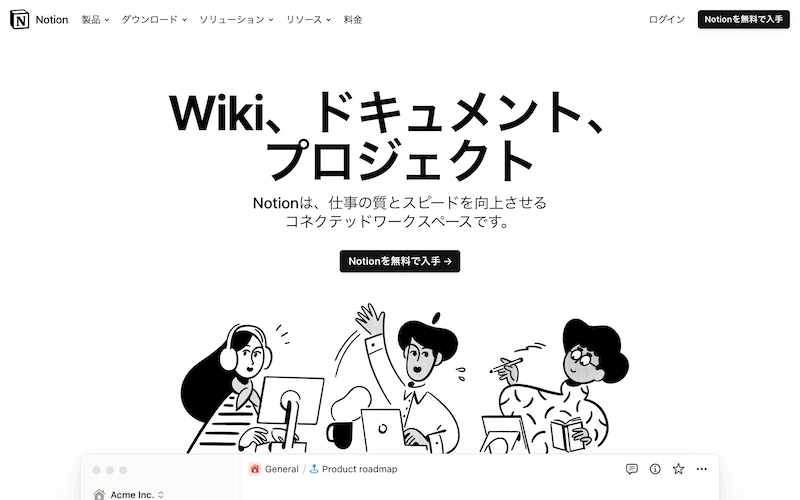 Notion 製品 ダウンロード ソリューション リソース 料金 ログイン Notionを無料で入手
Wiki、ドキュメント、
プロジェクト
Notionは、仕事の質とスピードを向上させる
コネクテッドワークスペースです。
Notionを無料で入手 →
General / Product roadmap
Acme Inc.